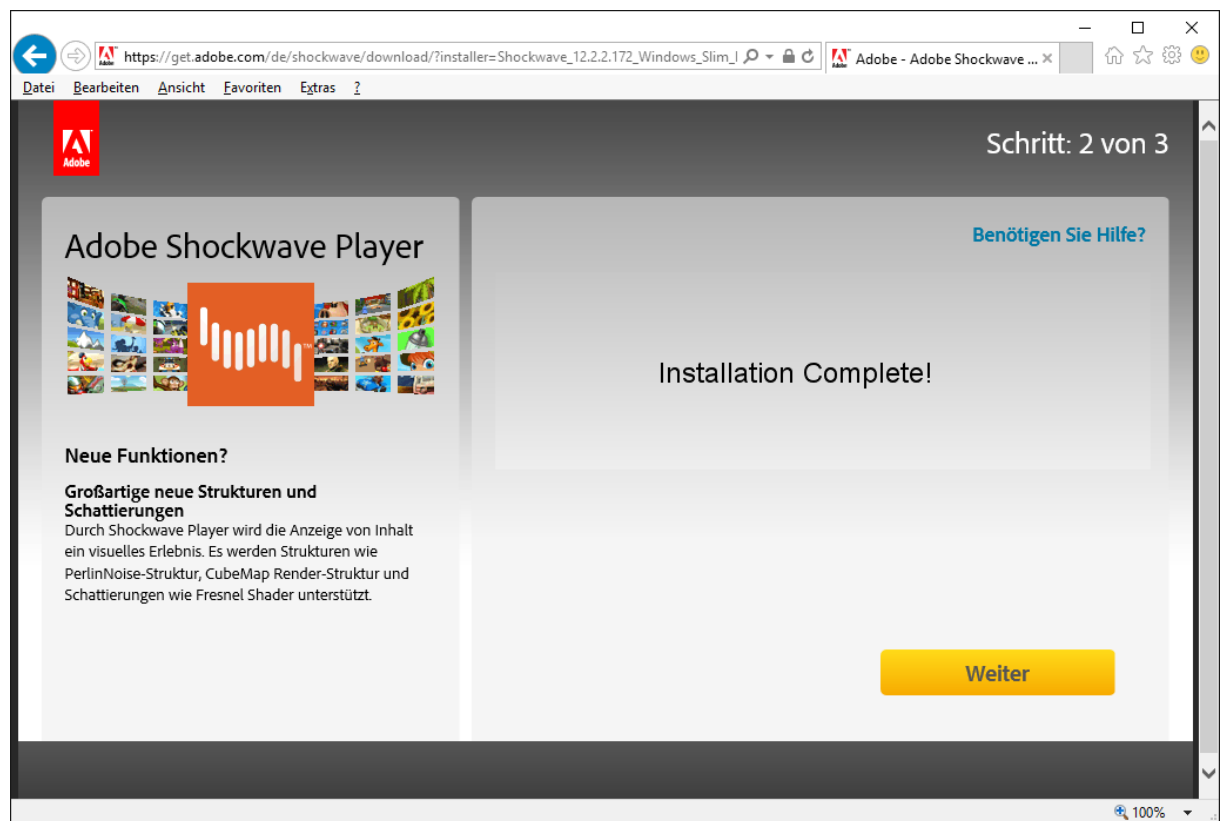 https://get.adobe.com/de/shockwave/download/?installer=Shockwave_12.2.2.172_Windows_Slim_
Adobe - Adobe Shockwave ...
Datei Bearbeiten Ansicht Favoriten Extras ?
Adobe
Schritt: 2 von 3
Adobe Shockwave Player
Neue Funktionen?
Großartige neue Strukturen und
Schattierungen
Durch Shockwave Player wird die Anzeige von Inhalt
ein visuelles Erlebnis. Es werden Strukturen wie
PerlinNoise-Struktur, CubeMap Render-Struktur und
Schattierungen wie Fresnel Shader unterstützt.
Benötigen Sie Hilfe?
Installation Complete!
Weiter
100%